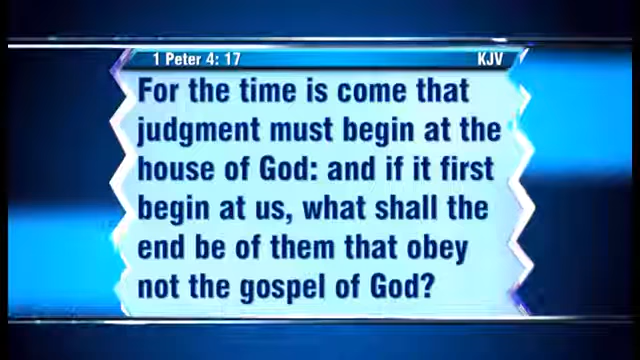 1 Peter 4: 17 KJV
For the time is come that
judgment must begin at the
house of God: and if it first
begin at us, what shall the
end be of them that obey
not the gospel of God?